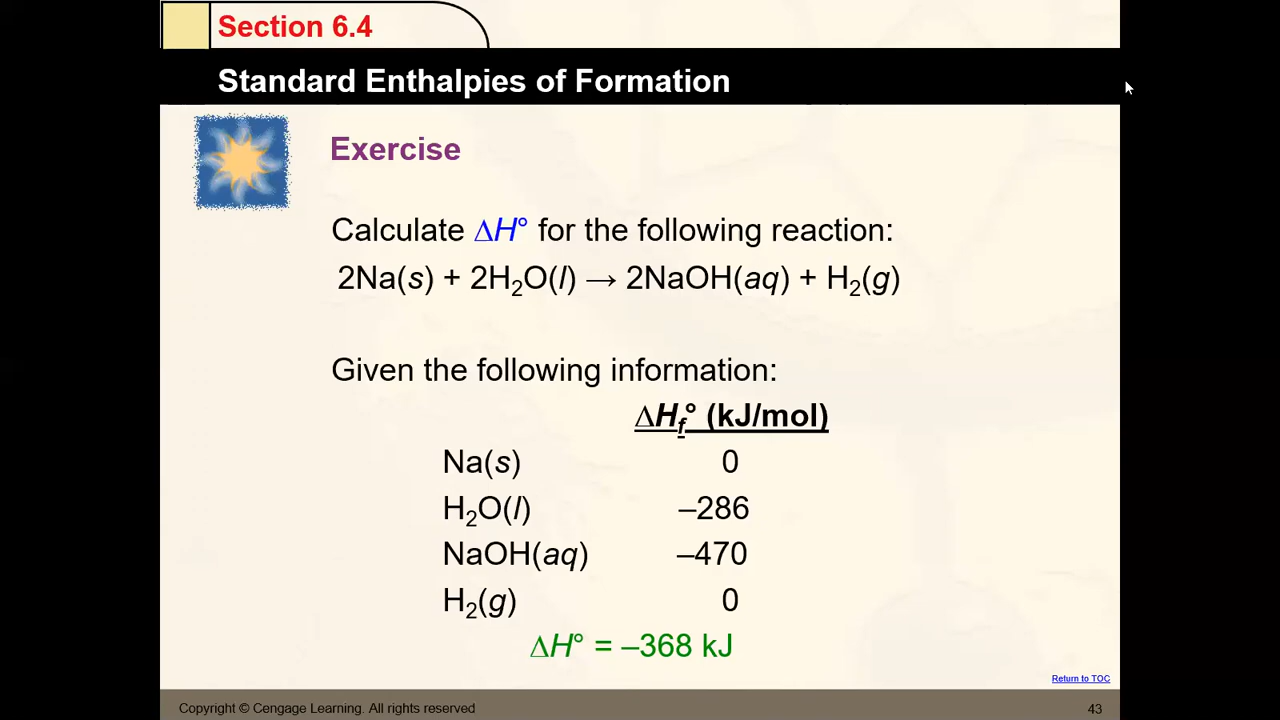 Section 6.4
Standard Enthalpies of Formation
Exercise
Calculate ΔH° for the following reaction:
2Na(s) + 2H₂O(l) → 2NaOH(aq) + H₂(g)
Given the following information:
ΔHf° (kJ/mol)
Na(s) 0
H₂O(l) –286
NaOH(aq) –470
H₂(g) 0
ΔH° = –368 kJ
Return to TOC
Copyright © Cengage Learning. All rights reserved 43